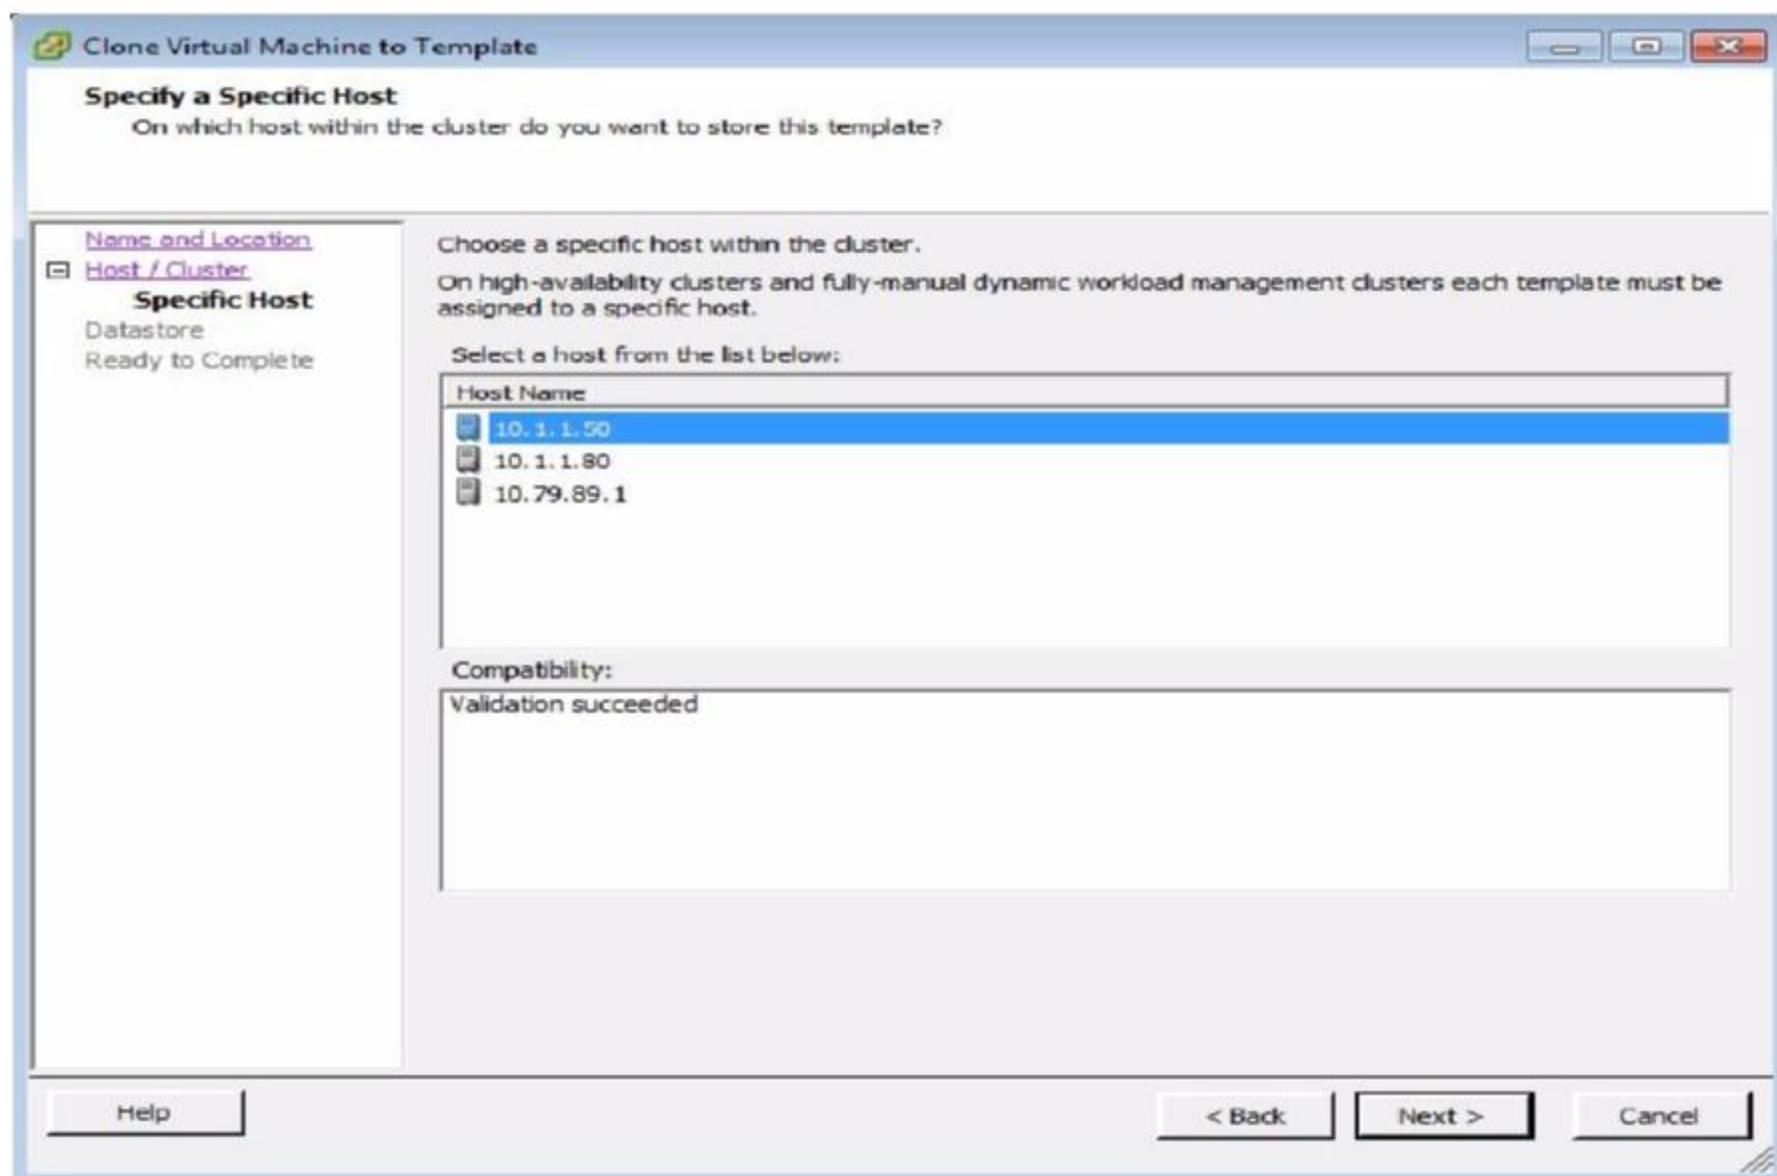 Clone Virtual Machine to Template
Specify a Specific Host
On which host within the cluster do you want to store this template?
Name and Location
Host / Cluster
Specific Host
Datastore
Ready to Complete
Choose a specific host within the cluster.
On high-availability clusters and fully-manual dynamic workload management clusters each template must be
assigned to a specific host.
Select a host from the list below:
Host Name
10.1.1.50
10.1.1.80
10.79.89.1
Compatibility:
Validation succeeded
Help
< Back
Next >
Cancel